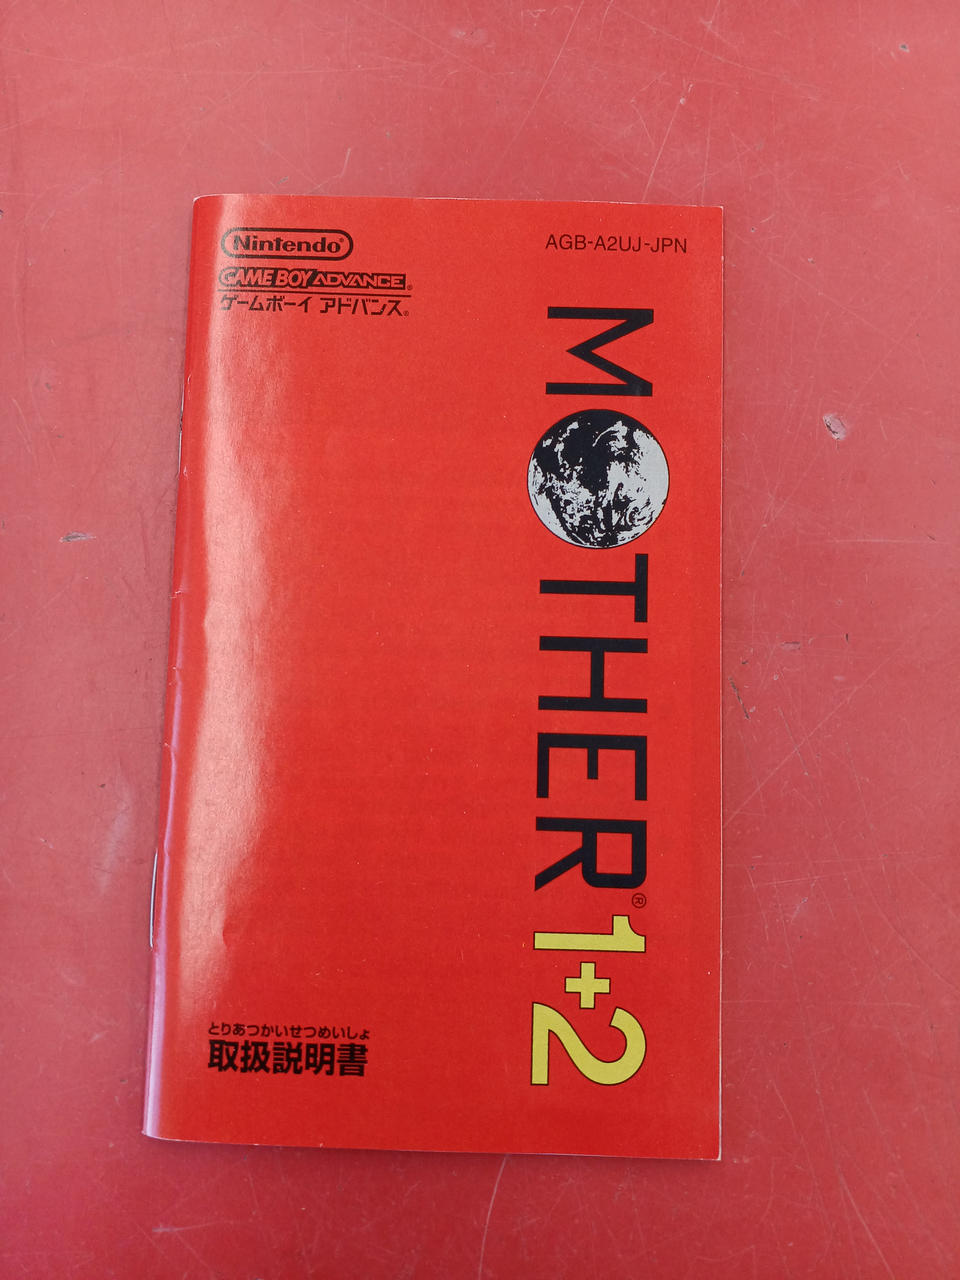 Nintendo®
GAME BOY ADVANCE®
ゲームボーイ アドバンス®
AGB-A2UJ-JPN
MOTHER®1+2
とりあつかいせつめいしょ
取扱説明書